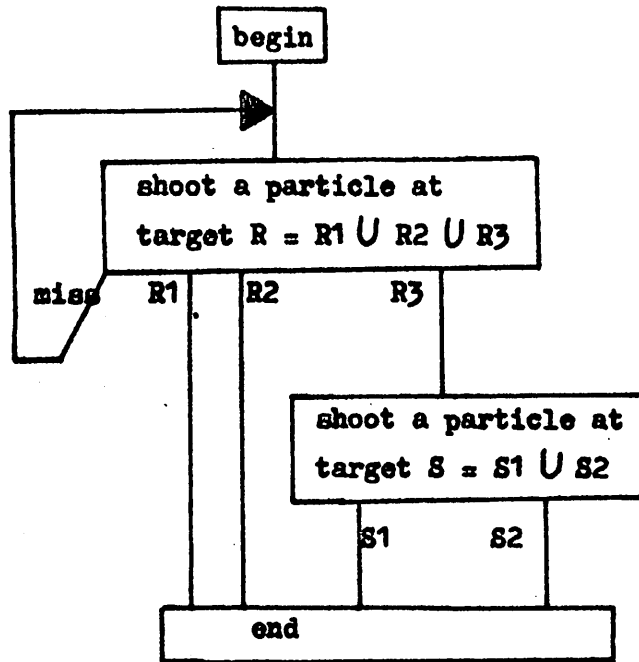 begin
shoot a particle at
target R = R1 ∪ R2 ∪ R3
miss R1 R2 R3
shoot a particle at
target S = S1 ∪ S2
S1 S2
end